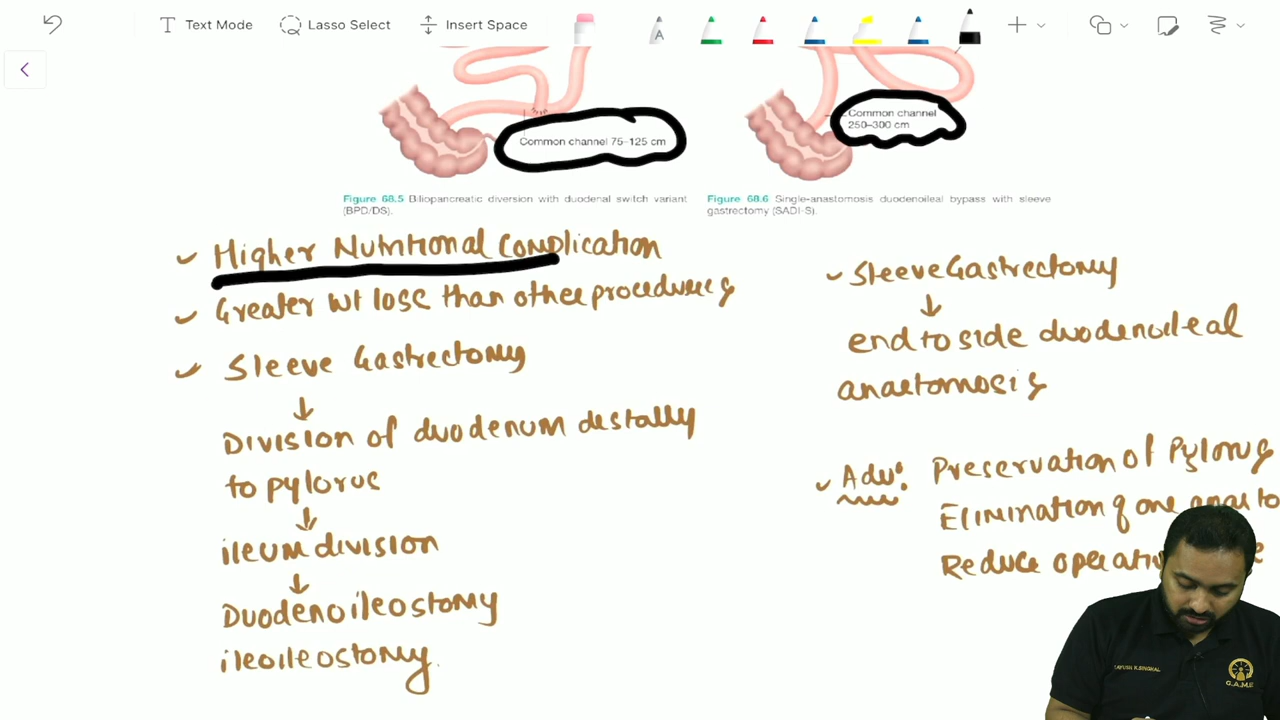 Text Mode
Lasso Select
Insert Space
A
Common channel 75–125 cm
Common channel
250–300 cm
Figure 68.5 Biliopancreatic diversion with duodenal switch variant
(BPD/DS).
Figure 68.6 Single-anastomosis duodenoileal bypass with sleeve
gastrectomy (SADI-S).
Higher Nutritional Complication
Greater wt lose than other procedures
Sleeve Gastrectomy
Division of duodenum distally
to pylorus
ileum division
Duodenoileostomy
ileoileostomy.
Sleeve Gastrectomy
end to side duodenoileal
anastomosis
Adv: Preservation of Pylorus
Elimination of one
Reduce
G.A.M.S